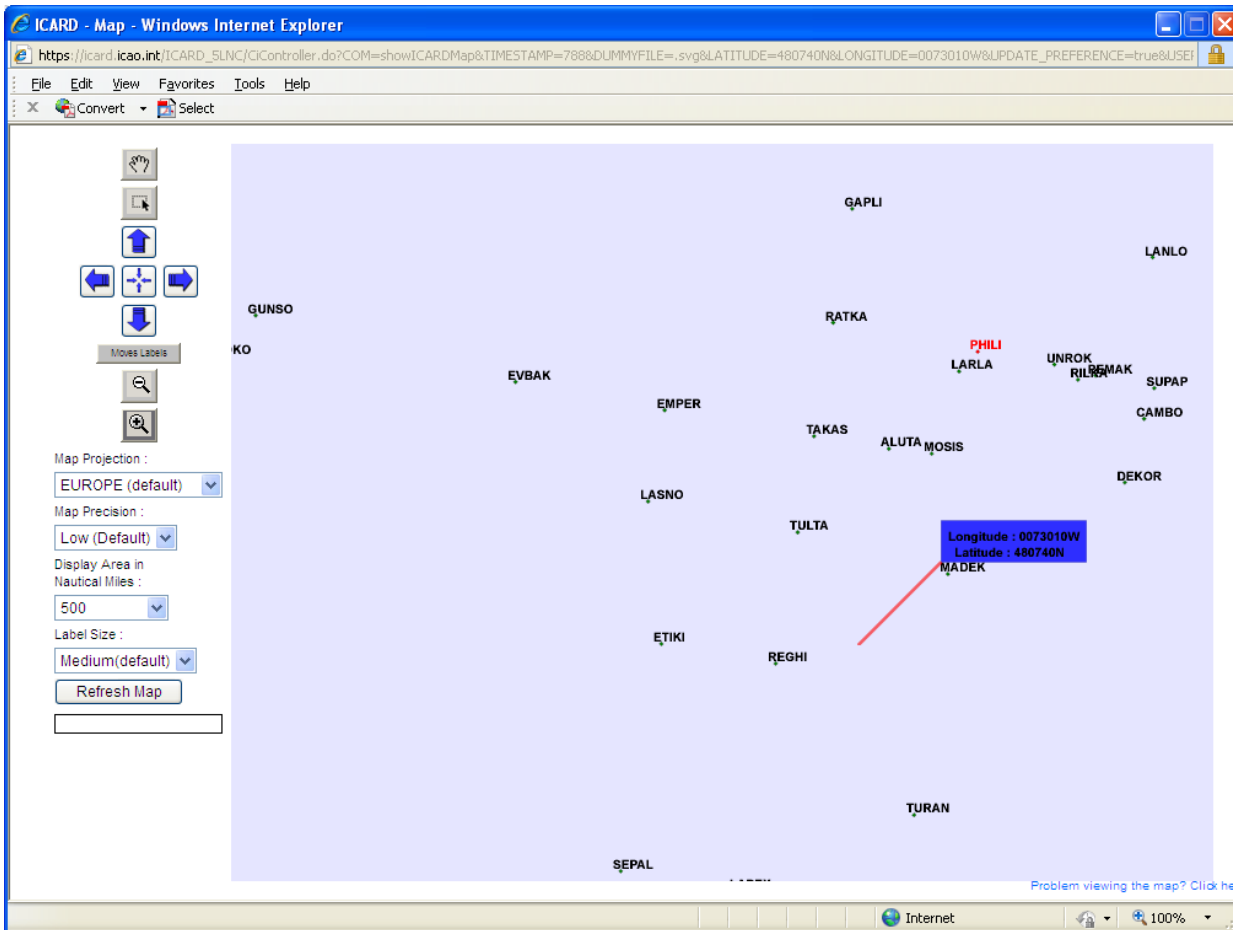 ICARD - Map - Windows Internet Explorer
https://icard.icao.int/ICARD_5LNC/CiController.do?COM=showICARDMap&TIMESTAMP=788&DUMMYFILE=.svg&LATITUDE=480740N&LONGITUDE=0073010W&UPDATE_PREFERENCE=true&USEF
File Edit View Favorites Tools Help
x Convert Select
GAPLI
LANLO
GUNSO
RATKA
PHILI
KO
LARLA
UNROK
REMAK
EVBAK
SUPAP
EMPER
CAMBO
Moves Labels
TAKAS
ALUTA
MOSIS
Map Projection :
EUROPE (default)
DEKOR
LASNO
Map Precision :
Low (Default)
TULTA
Longitude : 0073010W
Latitude : 480740N
MADEK
Display Area in
Nautical Miles :
500
Label Size :
ETIKI
Medium(default)
REGHI
Refresh Map
TURAN
SEPAL
Problem viewing the map? Click he
Internet
100%